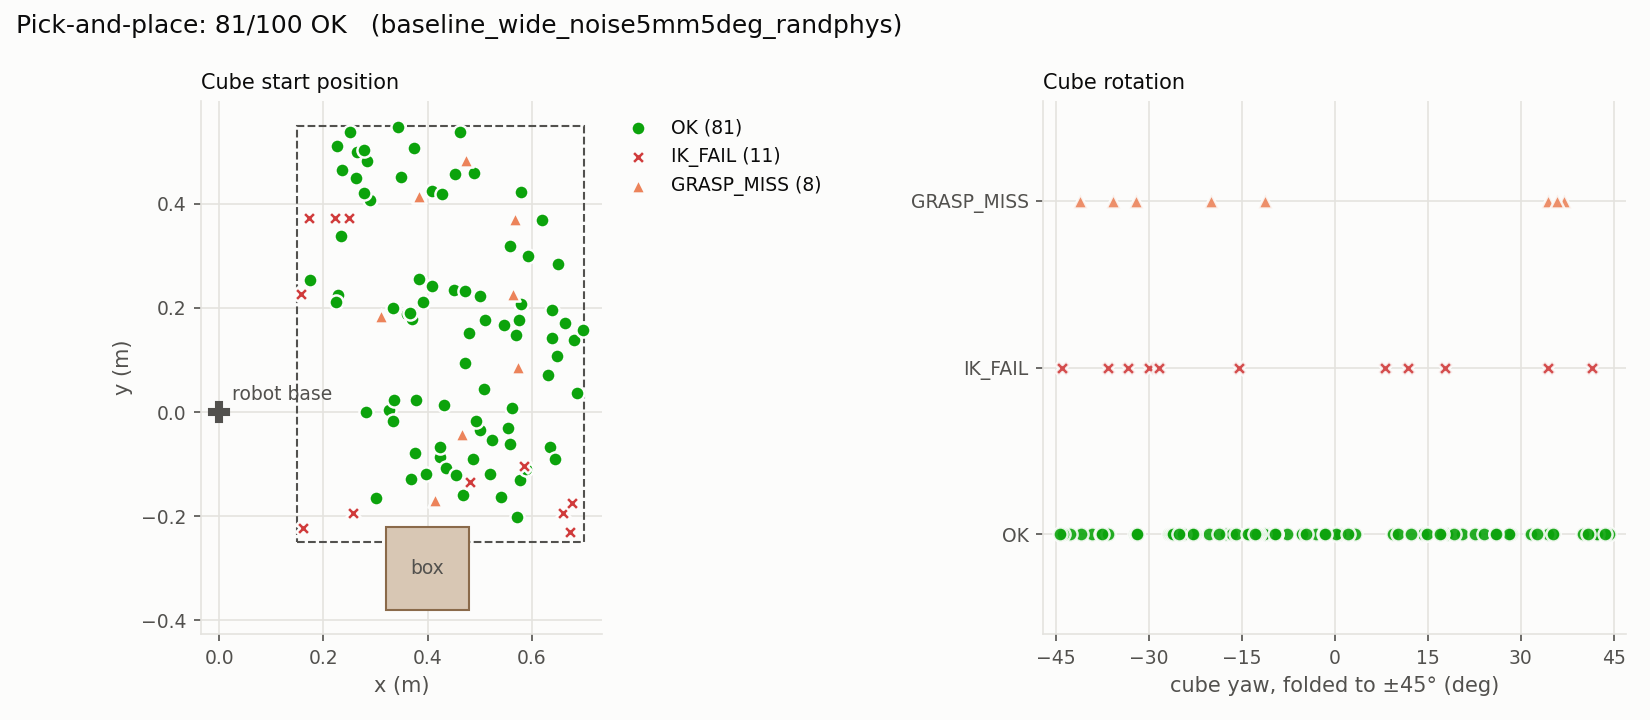 Pick-and-place: 81/100 OK   (baseline_wide_noise5mm5deg_randphys)
Cube start position
OK (81)
IK_FAIL (11)
GRASP_MISS (8)
0.4
0.2
0.0
−0.2
−0.4
y (m)
robot base
box
0.0 0.2 0.4 0.6
x (m)
Cube rotation
GRASP_MISS
IK_FAIL
OK
−45 −30 −15 0 15 30 45
cube yaw, folded to ±45° (deg)